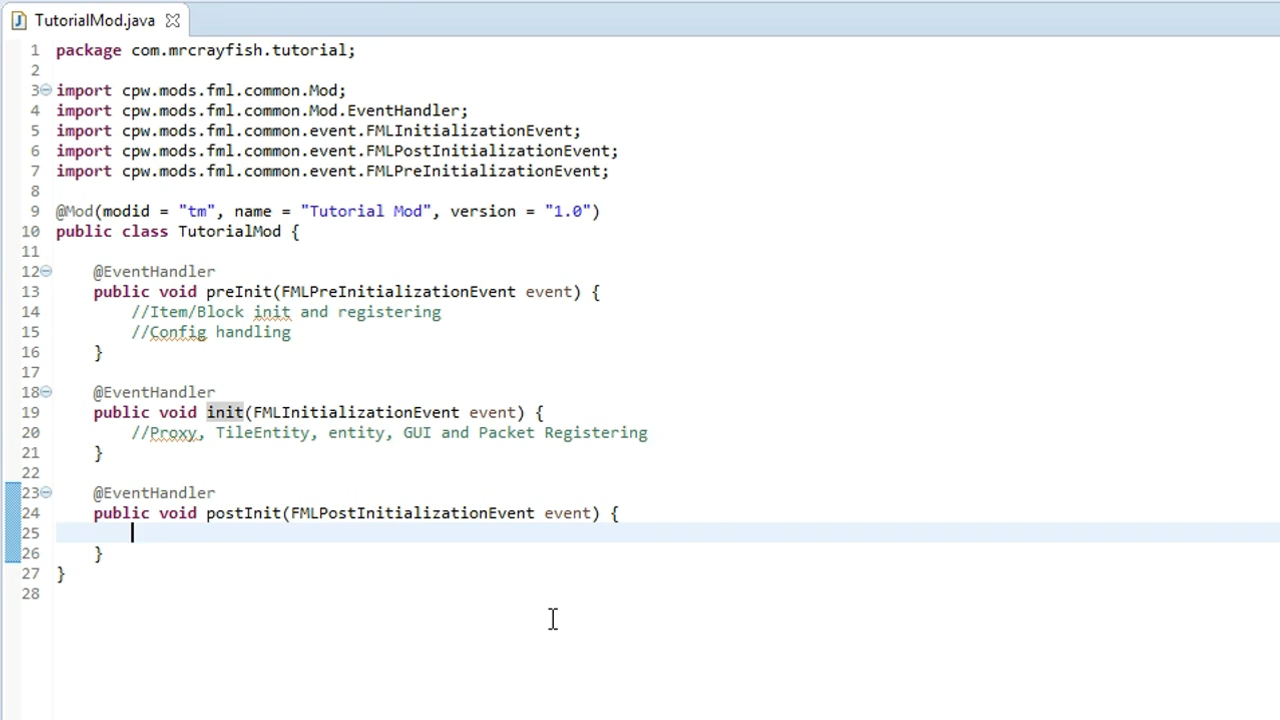 TutorialMod.java
1 package com.mrcrayfish.tutorial;
2
3 import cpw.mods.fml.common.Mod;
4 import cpw.mods.fml.common.Mod.EventHandler;
5 import cpw.mods.fml.common.event.FMLInitializationEvent;
6 import cpw.mods.fml.common.event.FMLPostInitializationEvent;
7 import cpw.mods.fml.common.event.FMLPreInitializationEvent;
8
9 @Mod(modid = "tm", name = "Tutorial Mod", version = "1.0")
10 public class TutorialMod {
11
12 @EventHandler
13 public void preInit(FMLPreInitializationEvent event) {
14 //Item/Block init and registering
15 //Config handling
16 }
17
18 @EventHandler
19 public void init(FMLInitializationEvent event) {
20 //Proxy, TileEntity, entity, GUI and Packet Registering
21 }
22
23 @EventHandler
24 public void postInit(FMLPostInitializationEvent event) {
25
26 }
27 }
28